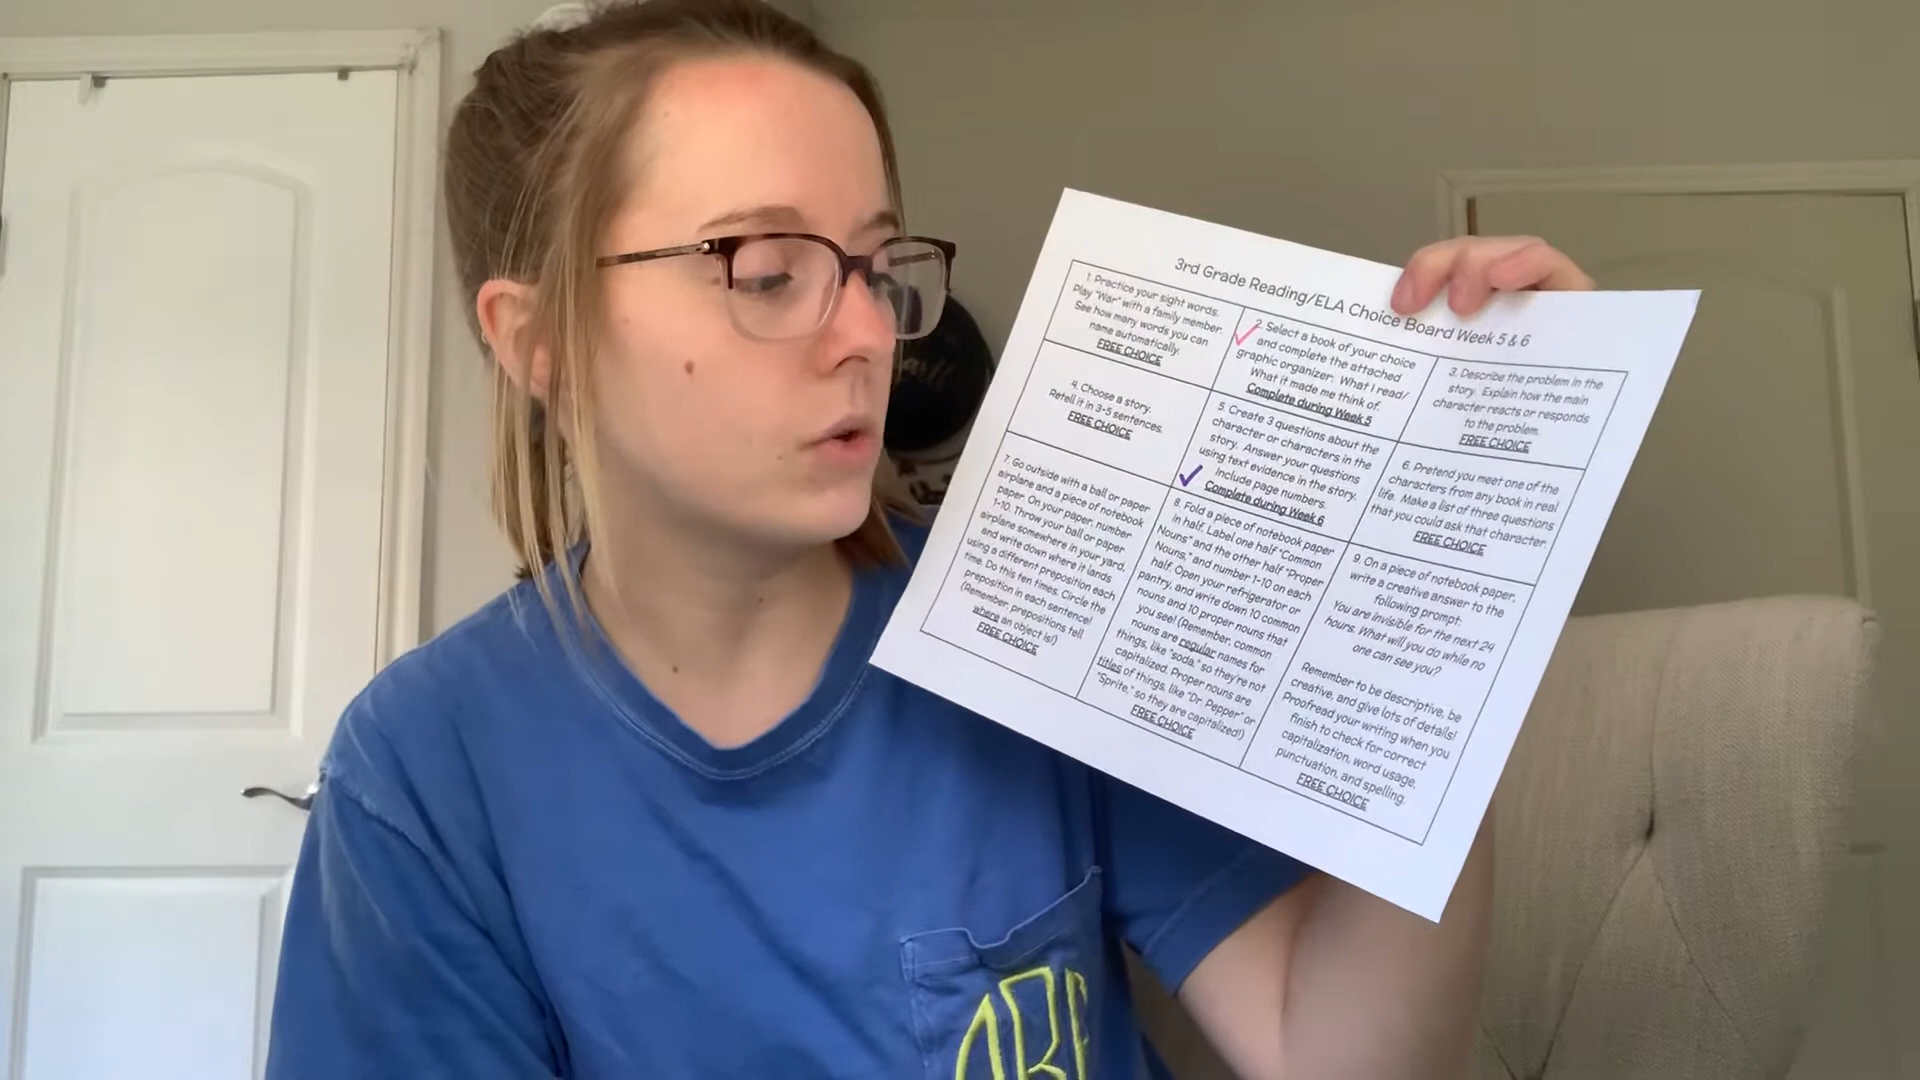 3rd Grade Reading/ELA Choice Board Week 5 & 6
1. Practice your sight words.
Play "War" with a family member.
See how many words you can
name automatically.
FREE CHOICE
2. Select a book of your choice
and complete the attached
graphic organizer: What I read/
What it made me think of.
Complete during Week 5
3. Describe the problem in the
story. Explain how the main
character reacts or responds
to the problem.
FREE CHOICE
4. Choose a story.
Retell it in 3-5 sentences.
FREE CHOICE
5. Create 3 questions about the
character or characters in the
story. Answer your questions
using text evidence in the story.
Include page numbers.
Complete during Week 6
6. Pretend you meet one of the
characters from any book in real
life. Make a list of three questions
that you could ask that character.
FREE CHOICE
7. Go outside with a ball or paper
airplane and a piece of notebook
paper. On your paper, number
1-10. Throw your ball or paper
airplane somewhere in your yard,
and write down where it lands
using a different preposition each
time. Do this ten times. Circle the
preposition in each sentence!
(Remember, prepositions tell
where an object is!)
FREE CHOICE
8. Fold a piece of notebook paper
in half. Label one half "Common
Nouns" and the other half "Proper
Nouns," and number 1-10 on each
half. Open your refrigerator or
pantry, and write down 10 common
nouns and 10 proper nouns that
you see! (Remember, common
nouns are regular names for
things, like "soda," so they're not
capitalized. Proper nouns are
titles of things, like "Dr. Pepper" or
"Sprite," so they are capitalized!)
FREE CHOICE
9. On a piece of notebook paper,
write a creative answer to the
following prompt:
You are invisible for the next 24
hours. What will you do while no
one can see you?
Remember to be descriptive, be
creative, and give lots of details!
Proofread your writing when you
finish to check for correct
capitalization, word usage,
punctuation, and spelling.
FREE CHOICE